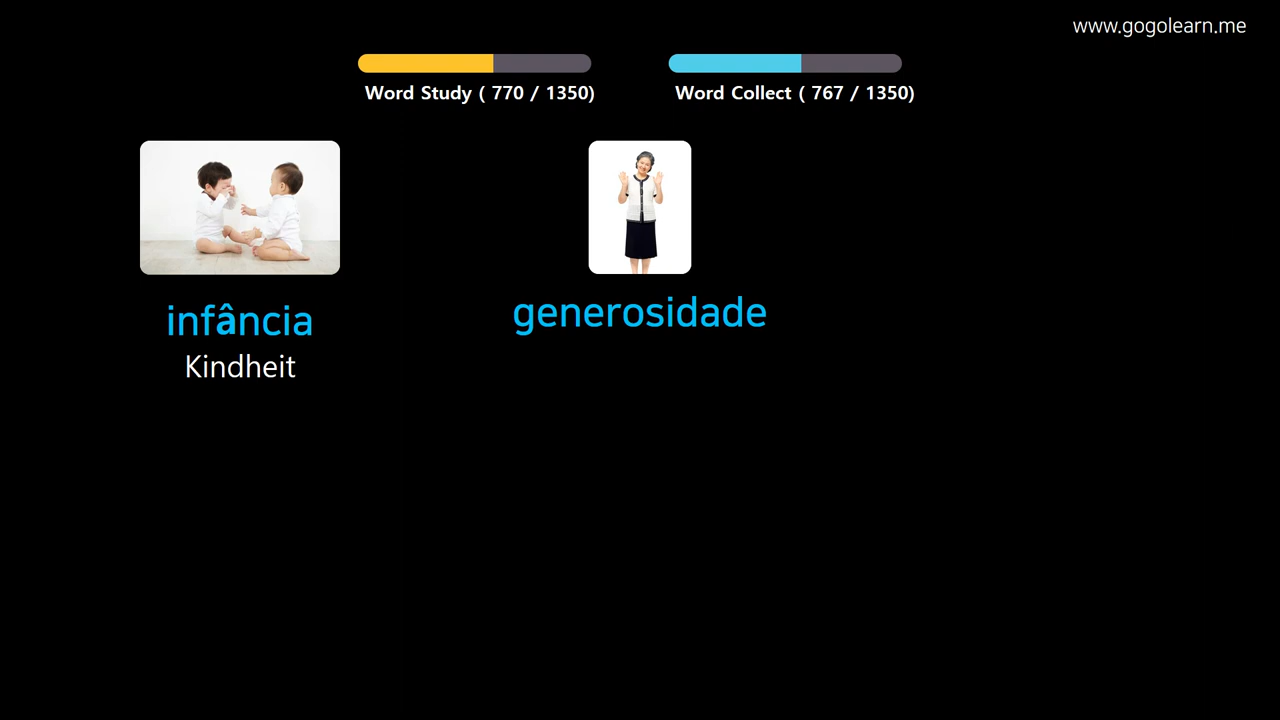 www.gogolearn.me
Word Study ( 770 / 1350)
Word Collect ( 767 / 1350)
infância
Kindheit
generosidade